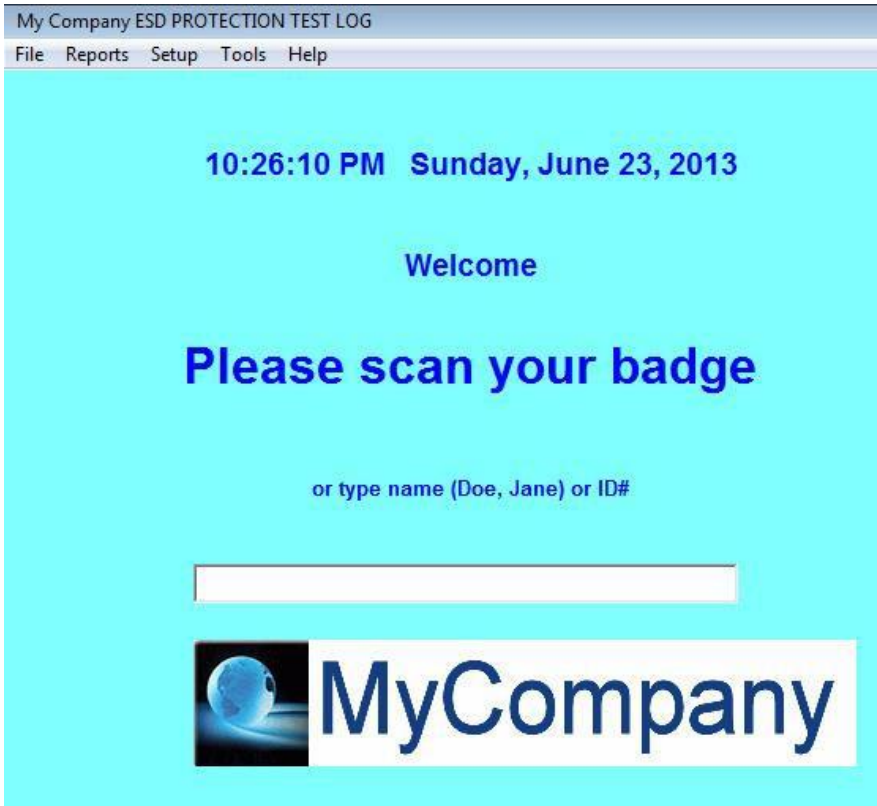 My Company ESD PROTECTION TEST LOG
File Reports Setup Tools Help
10:26:10 PM Sunday, June 23, 2013
Welcome
Please scan your badge
or type name (Doe, Jane) or ID#
MyCompany